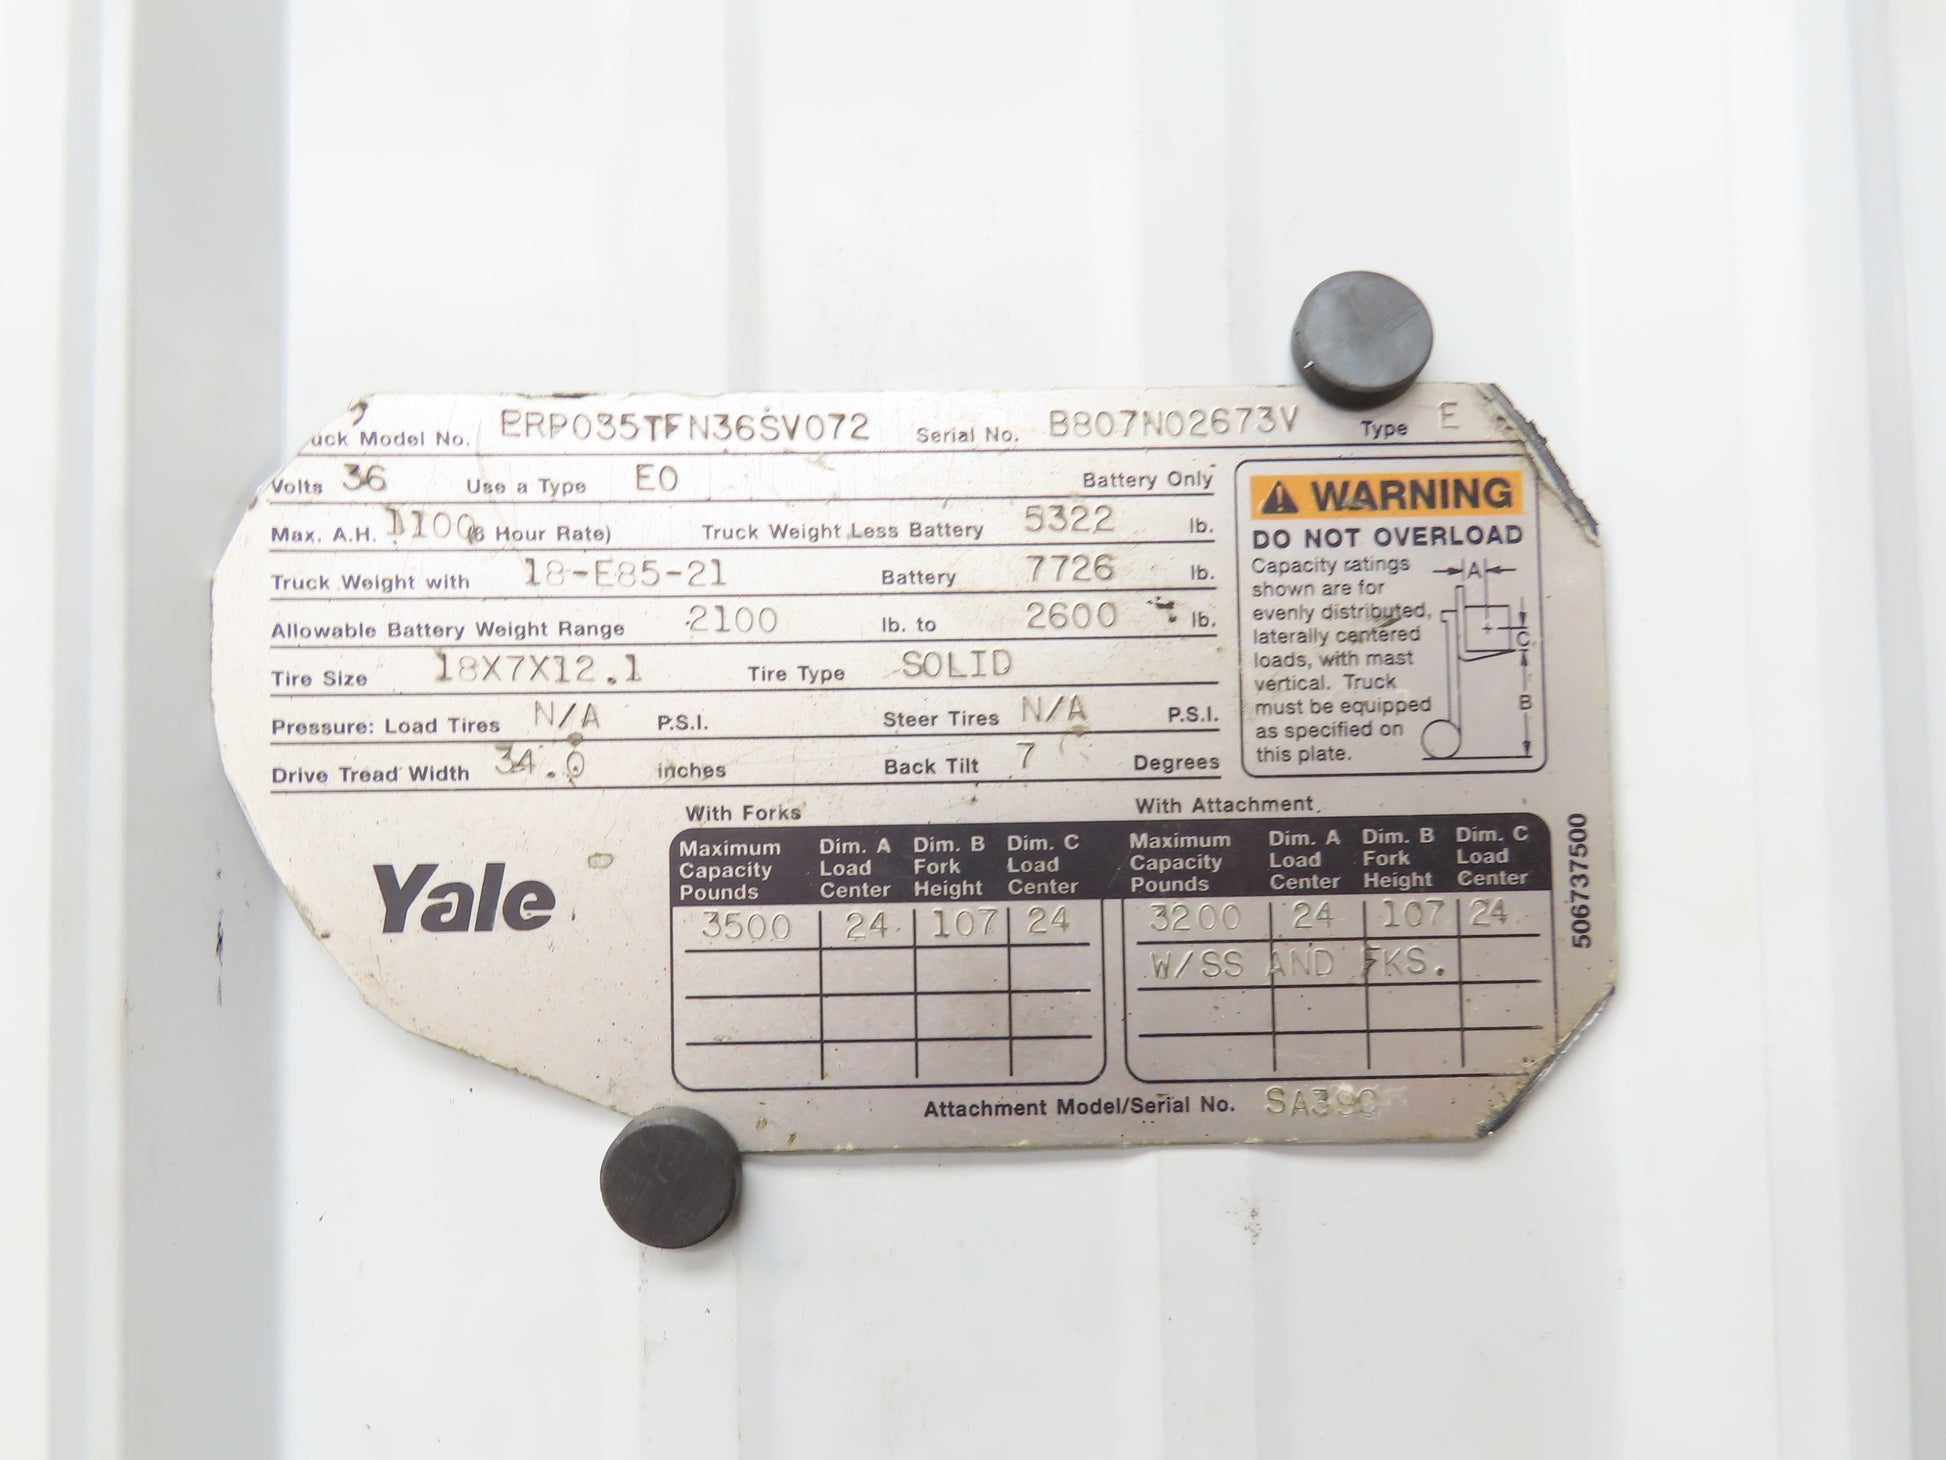 uck Model No. ERP035TFN36SV072 Serial No. B807N02673V Type E
Volts 36 Use a Type EO Battery Only
Max. A.H. 1100 (6 Hour Rate) Truck Weight Less Battery 5322 lb.
Truck Weight with 18-E85-21 Battery 7726 lb.
Allowable Battery Weight Range 2100 lb. to 2600 lb.
Tire Size 18X7X12.1 Tire Type SOLID
Pressure: Load Tires N/A P.S.I. Steer Tires N/A P.S.I.
Drive Tread Width 34.0 inches Back Tilt 7 Degrees
WARNING
DO NOT OVERLOAD
Capacity ratings
shown are for
evenly distributed,
laterally centered
loads, with mast
vertical. Truck
must be equipped
as specified on
this plate.
A
C
B
Yale
With Forks
Maximum Capacity Pounds Dim. A Load Center Dim. B Fork Height Dim. C Load Center
3500 24 107 24
With Attachment
Maximum Capacity Pounds Dim. A Load Center Dim. B Fork Height Dim. C Load Center
3200 24 107 24
W/SS AND FKS.
Attachment Model/Serial No. SA390
506737500